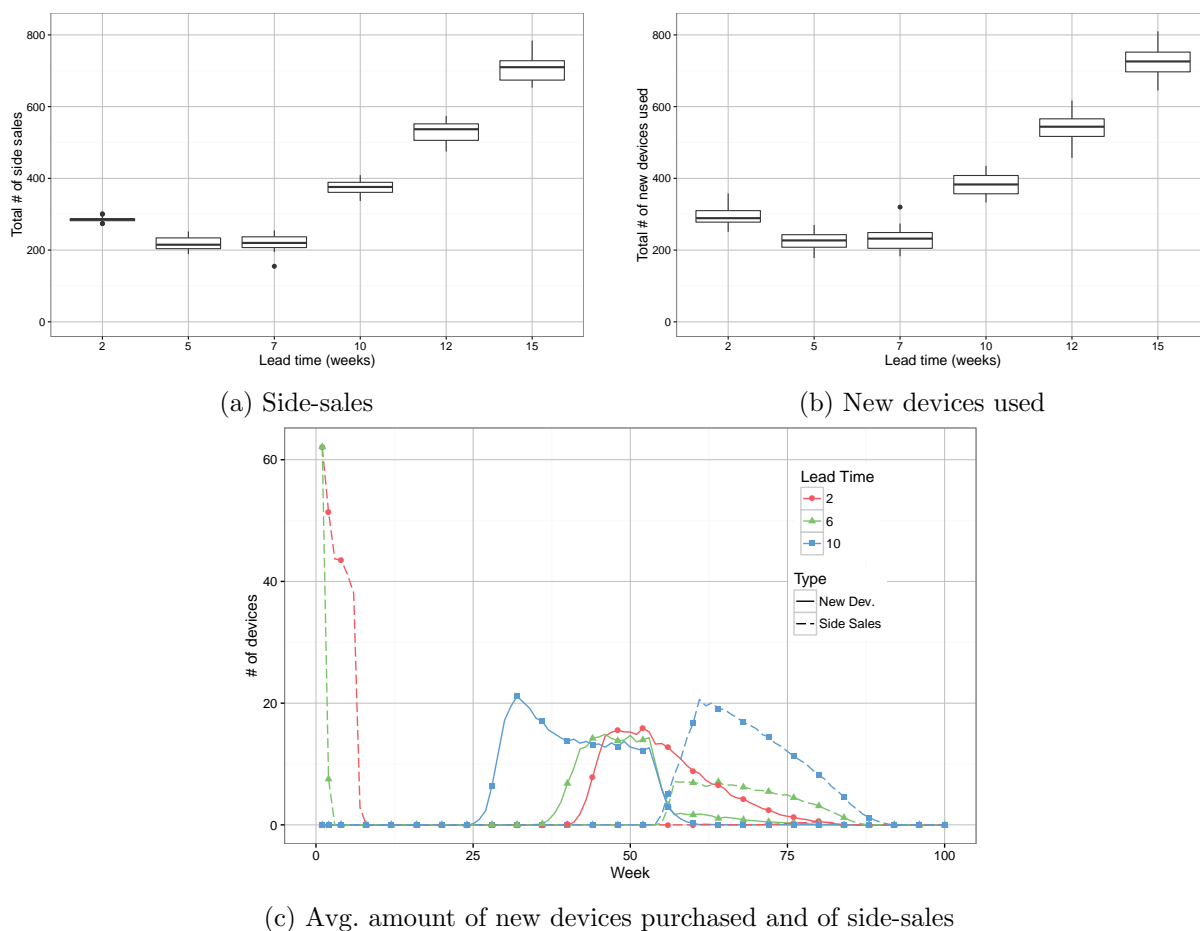 800
600
400
200
0
Total # of side sales
2 5 7 10 12 15
Lead time (weeks)
(a) Side-sales
800
600
400
200
0
Total # of new devices used
2 5 7 10 12 15
Lead time (weeks)
(b) New devices used
60
40
20
0
# of devices
Lead Time
2
6
10
Type
New Dev.
Side Sales
0 25 50 75 100
Week
(c) Avg. amount of new devices purchased and of side-sales